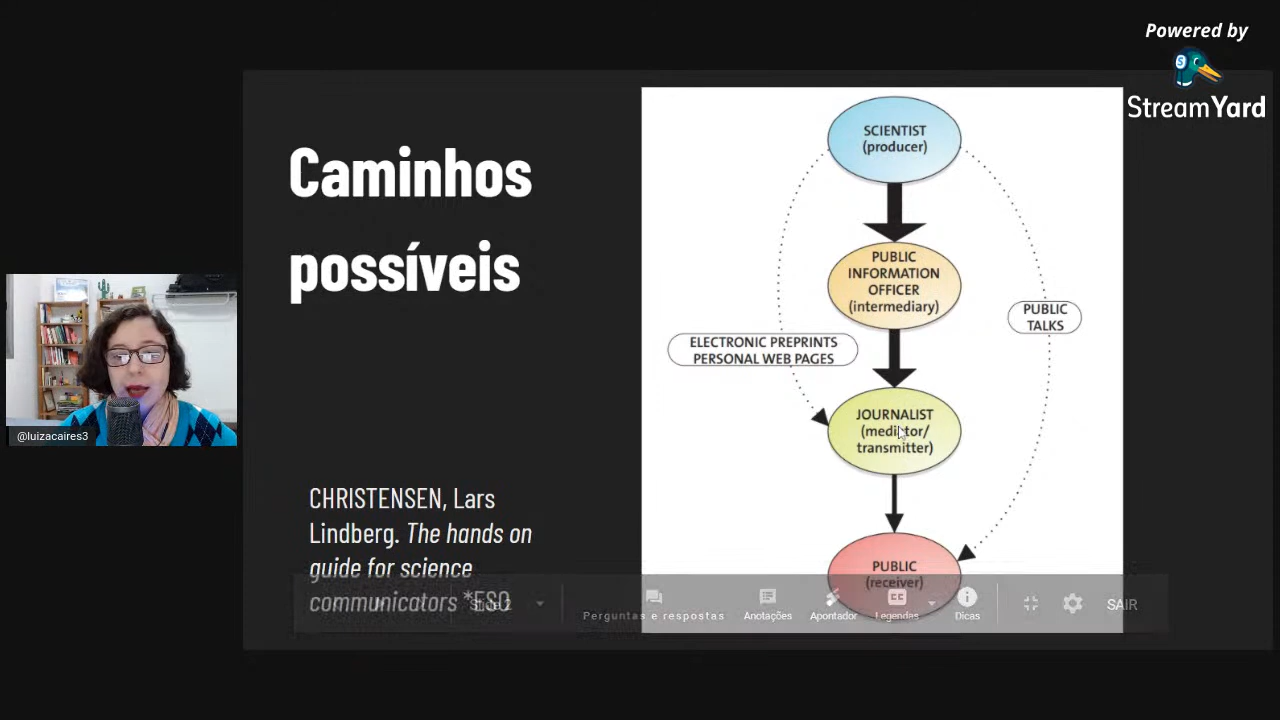 Powered by
StreamYard
Caminhos
possíveis
CHRISTENSEN, Lars
Lindberg. The hands on
guide for science
communicators *ESO
SCIENTIST
(producer)
PUBLIC
INFORMATION
OFFICER
(intermediary)
ELECTRONIC PREPRINTS
PERSONAL WEB PAGES
PUBLIC
TALKS
JOURNALIST
(mediator/
transmitter)
PUBLIC
(receiver)
@luizacaires3
Slide 2
Perguntas e respostas
Anotações
Apontador
Legendas
Dicas
SAIR